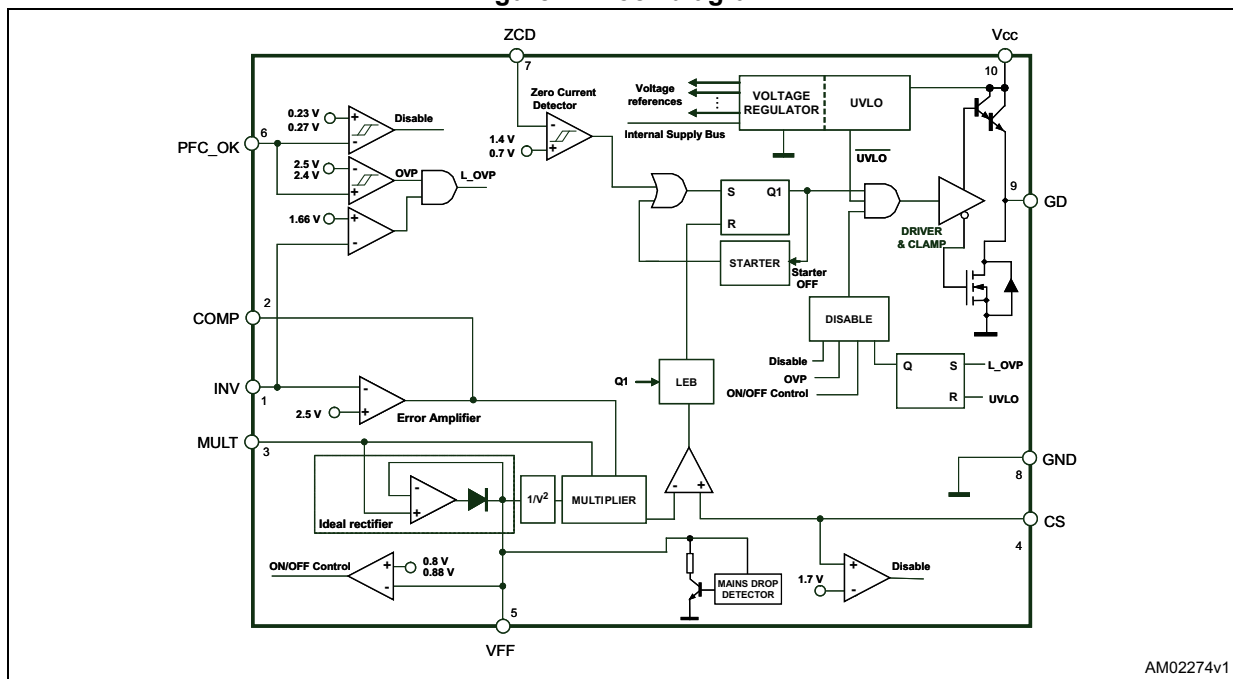 ZCD
Vcc
7
10
Zero Current
Detector
Voltage
references
VOLTAGE
REGULATOR
UVLO
0.23 V
0.27 V
+
-
Disable
6
PFC_OK
1.4 V
0.7 V
-
+
Internal Supply Bus
UVLO
2.5 V
2.4 V
-
+
OVP
L_OVP
S
Q1
R
9
GD
1.66 V
+
-
DRIVER
& CLAMP
STARTER
Starter
OFF
2
COMP
DISABLE
Disable
OVP
ON/OFF Control
Q
S
R
L_OVP
UVLO
Q1
LEB
INV
1
-
+
2.5 V
Error Amplifier
MULT
3
GND
8
-
+
Ideal rectifier
1/V²
MULTIPLIER
-
+
CS
4
ON/OFF Control
+
-
0.8 V
0.88 V
MAINS DROP
DETECTOR
1.7 V
+
-
Disable
5
VFF
AM02274v1